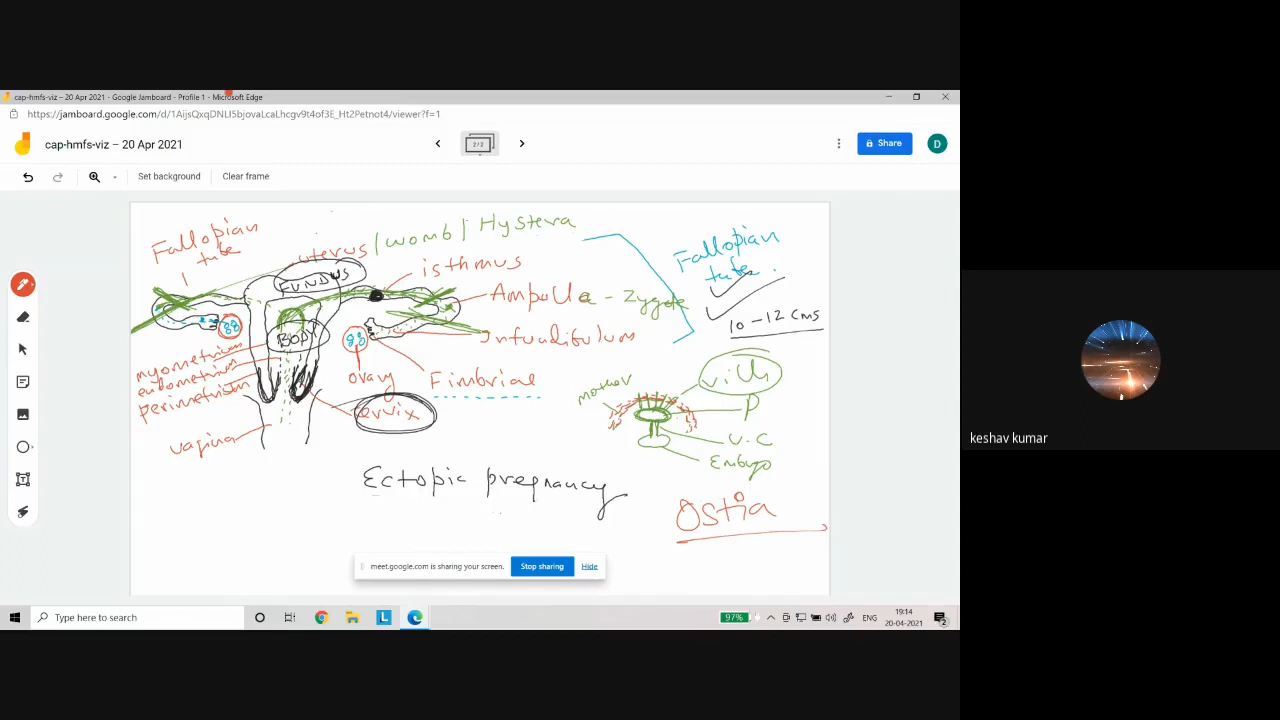 cap-hmfs-viz – 20 Apr 2021 - Google Jamboard - Profile 1 - Microsoft Edge
cap-hmfs-viz – 20 Apr 2021
2/2
Share
D
Set background
Clear frame
Fallopian
tube
uterus / womb / Hystera
FUNDUS
isthmus
Ampulla - Zygote
Infundibulum
Fallopian
tube
10-12 cms
BODY
myometrium
endometrium
perimetrium
ovary
Fimbriae
cervix
vagina
mother
Villi
P
U.C
Embryo
Ectopic pregnancy
Ostia
meet.google.com is sharing your screen.
Stop sharing
Hide
keshav kumar
Type here to search
L
97%
ENG
19:14
20-04-2021
2